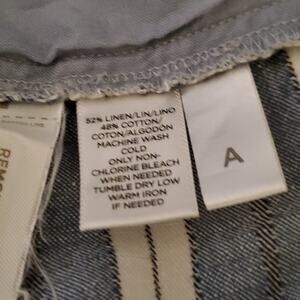 52% LINEN/LIN/LINO
48% COTTON/
COTON/ALGODÓN
MACHINE WASH
COLD
ONLY NON-
CHLORINE BLEACH
WHEN NEEDED
TUMBLE DRY LOW
WARM IRON
IF NEEDED
A